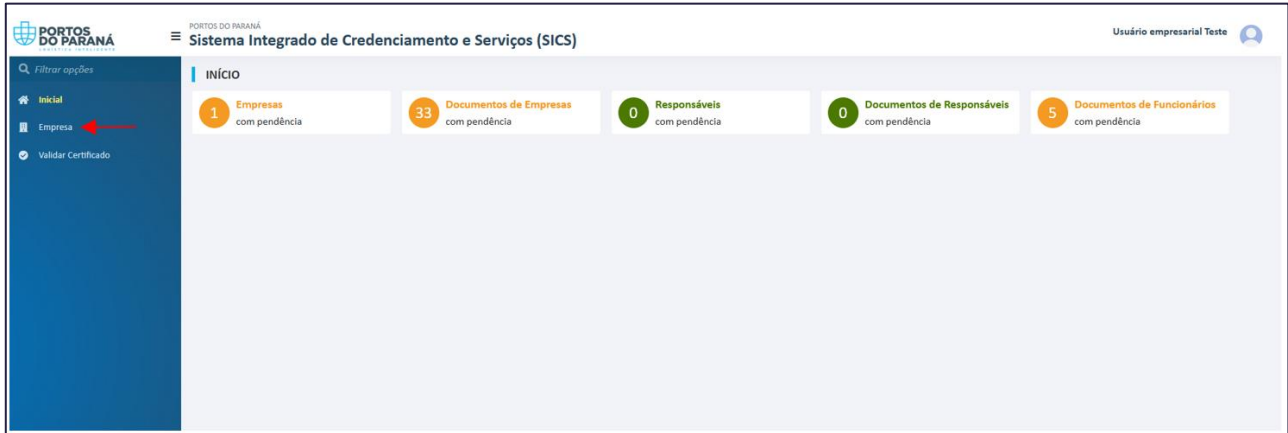 PORTOS
DO PARANÁ
LOGÍSTICA INTELIGENTE
PORTOS DO PARANÁ
Sistema Integrado de Credenciamento e Serviços (SICS)
Usuário empresarial Teste
Filtrar opções
Inicial
Empresa
Validar Certificado
INÍCIO
1 Empresas
com pendência
33 Documentos de Empresas
com pendência
0 Responsáveis
com pendência
0 Documentos de Responsáveis
com pendência
5 Documentos de Funcionários
com pendência